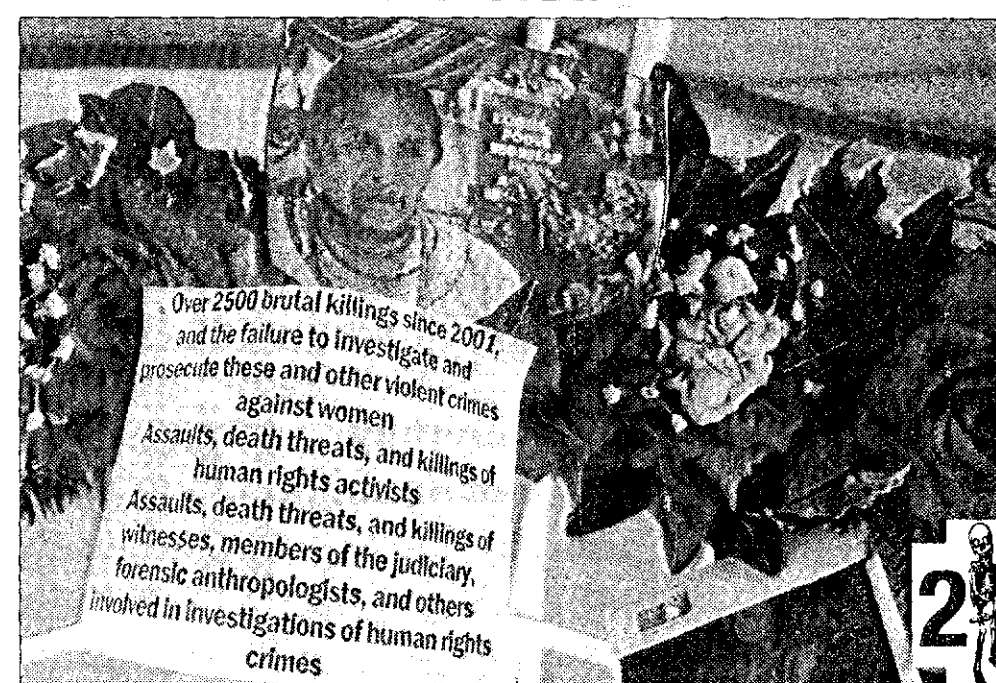 Over 2500 brutal killings since 2001,
and the failure to investigate and
prosecute these and other violent crimes
against women
Assaults, death threats, and killings of
human rights activists
Assaults, death threats, and killings of
witnesses, members of the judiciary,
forensic anthropologists, and others
involved in investigations of human rights
crimes
2